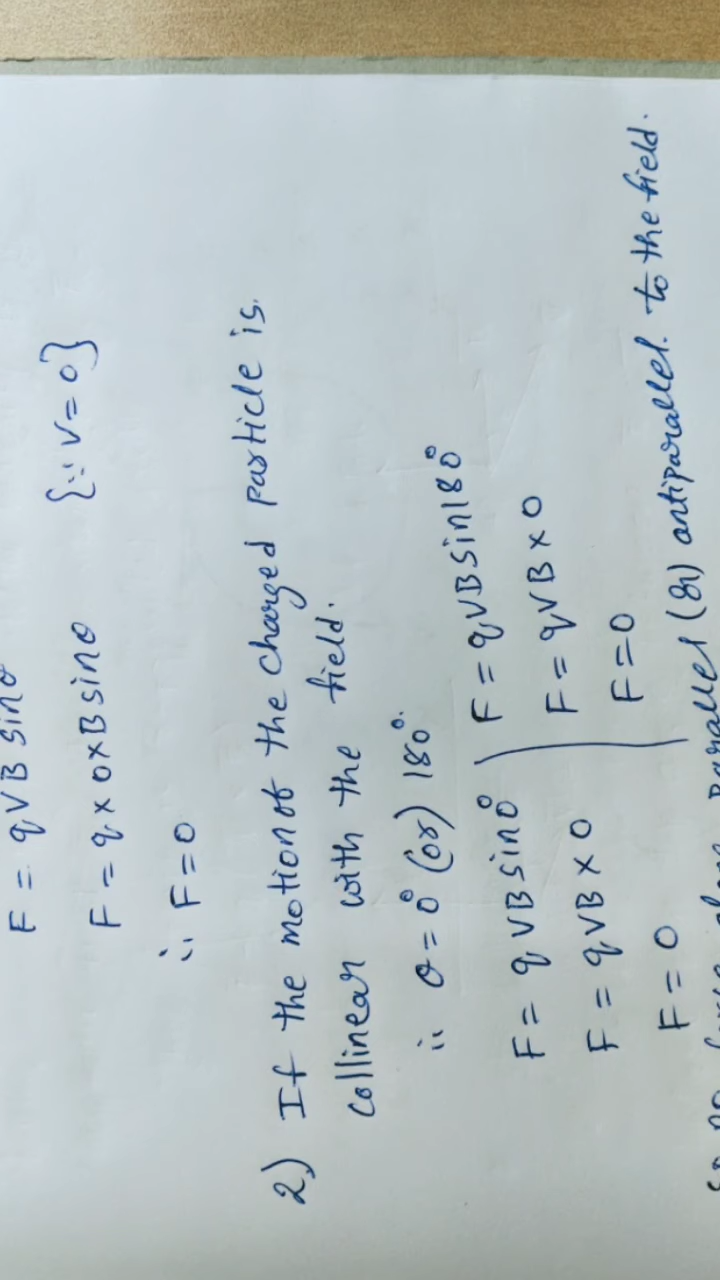 F = qVB sinθ
F = q × 0 × B sinθ {∵ V = 0}
∴ F = 0
2) If the motion of the charged particle is.
collinear with the field.
∴ θ = 0° (or) 180°.
F = qVB sin0° F = qVB sin180°
F = qVB × 0 F = qVB × 0
F = 0 F = 0
parallel (or) antiparallel. to the field.